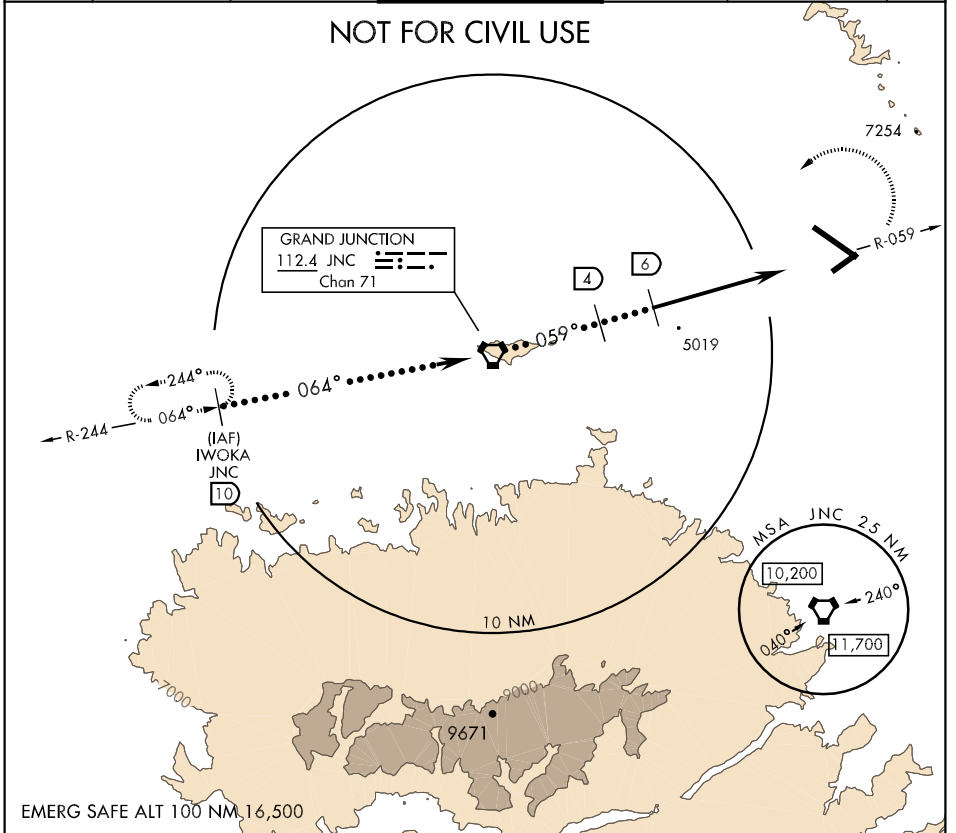 NOT FOR CIVIL USE
7254
GRAND JUNCTION
112.4 JNC
Chan 71
R-059
6
4
059°
5019
244°
064°
064°
R-244
(IAF)
IWOKA
JNC
10
MSA JNC 25 NM
10,200
240°
040°
11,700
10 NM
7000
9000
9671
EMERG SAFE ALT 100 NM 16,500